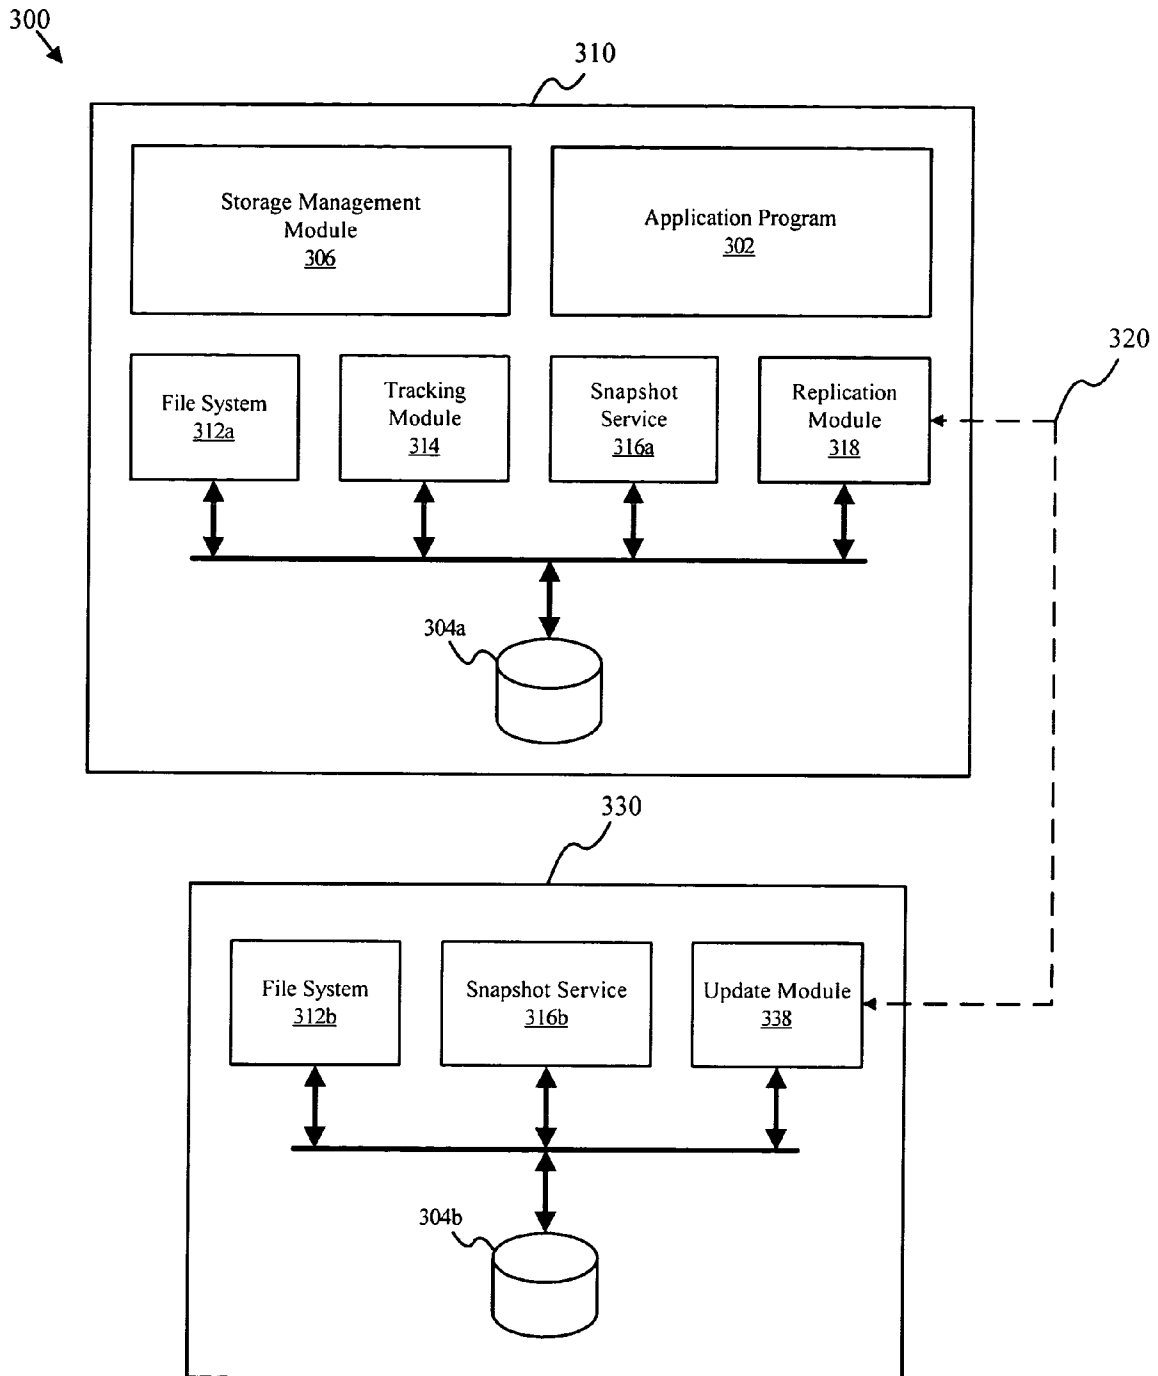 300
310
Storage Management
Module
306
Application Program
302
320
File System
312a
Tracking
Module
314
Snapshot
Service
316a
Replication
Module
318
304a
330
File System
312b
Snapshot Service
316b
Update Module
338
304b